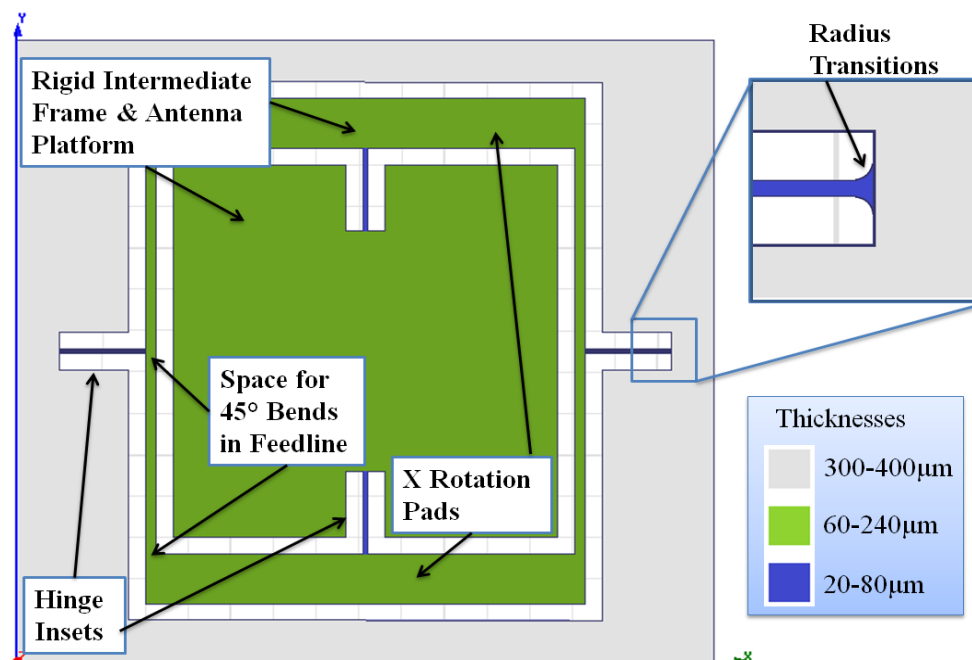 Y
Radius
Transitions
Rigid Intermediate
Frame & Antenna
Platform
Space for
45° Bends
in Feedline
X Rotation
Pads
Hinge
Insets
Thicknesses
300-400µm
60-240µm
20-80µm
X